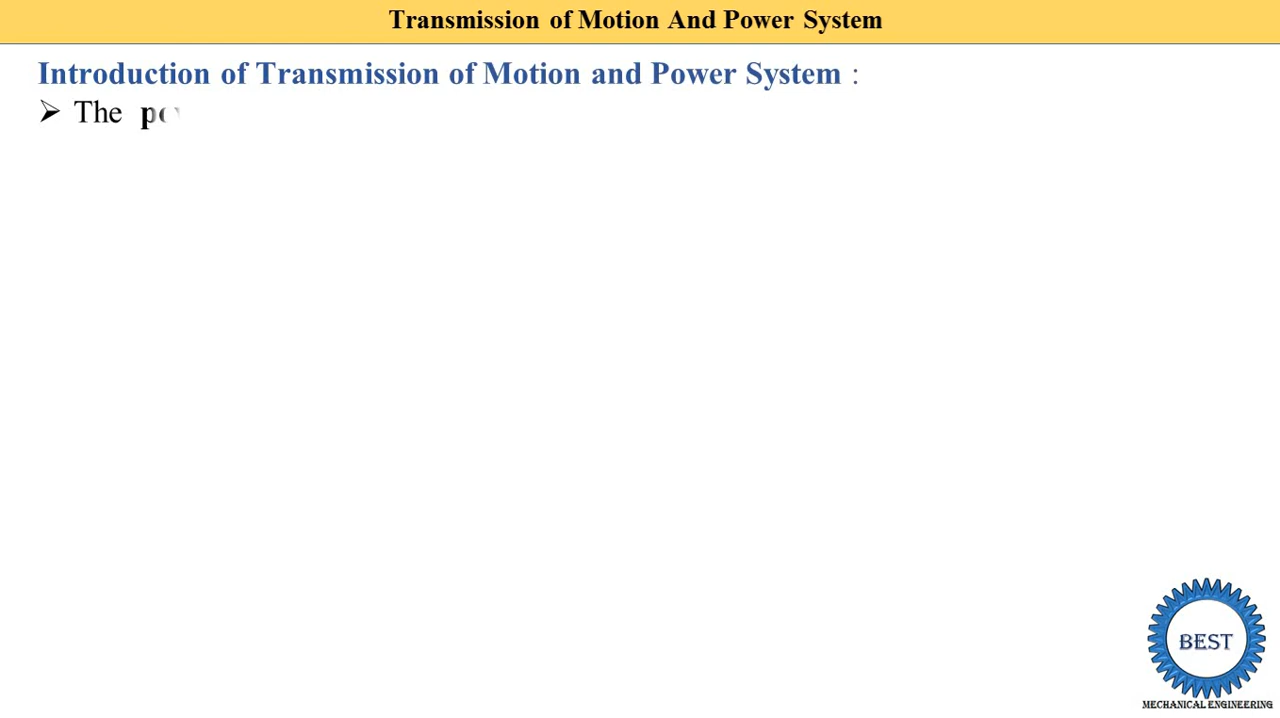 Transmission of Motion And Power System
Introduction of Transmission of Motion and Power System :
➢ The
BEST
MECHANICAL ENGINEERING